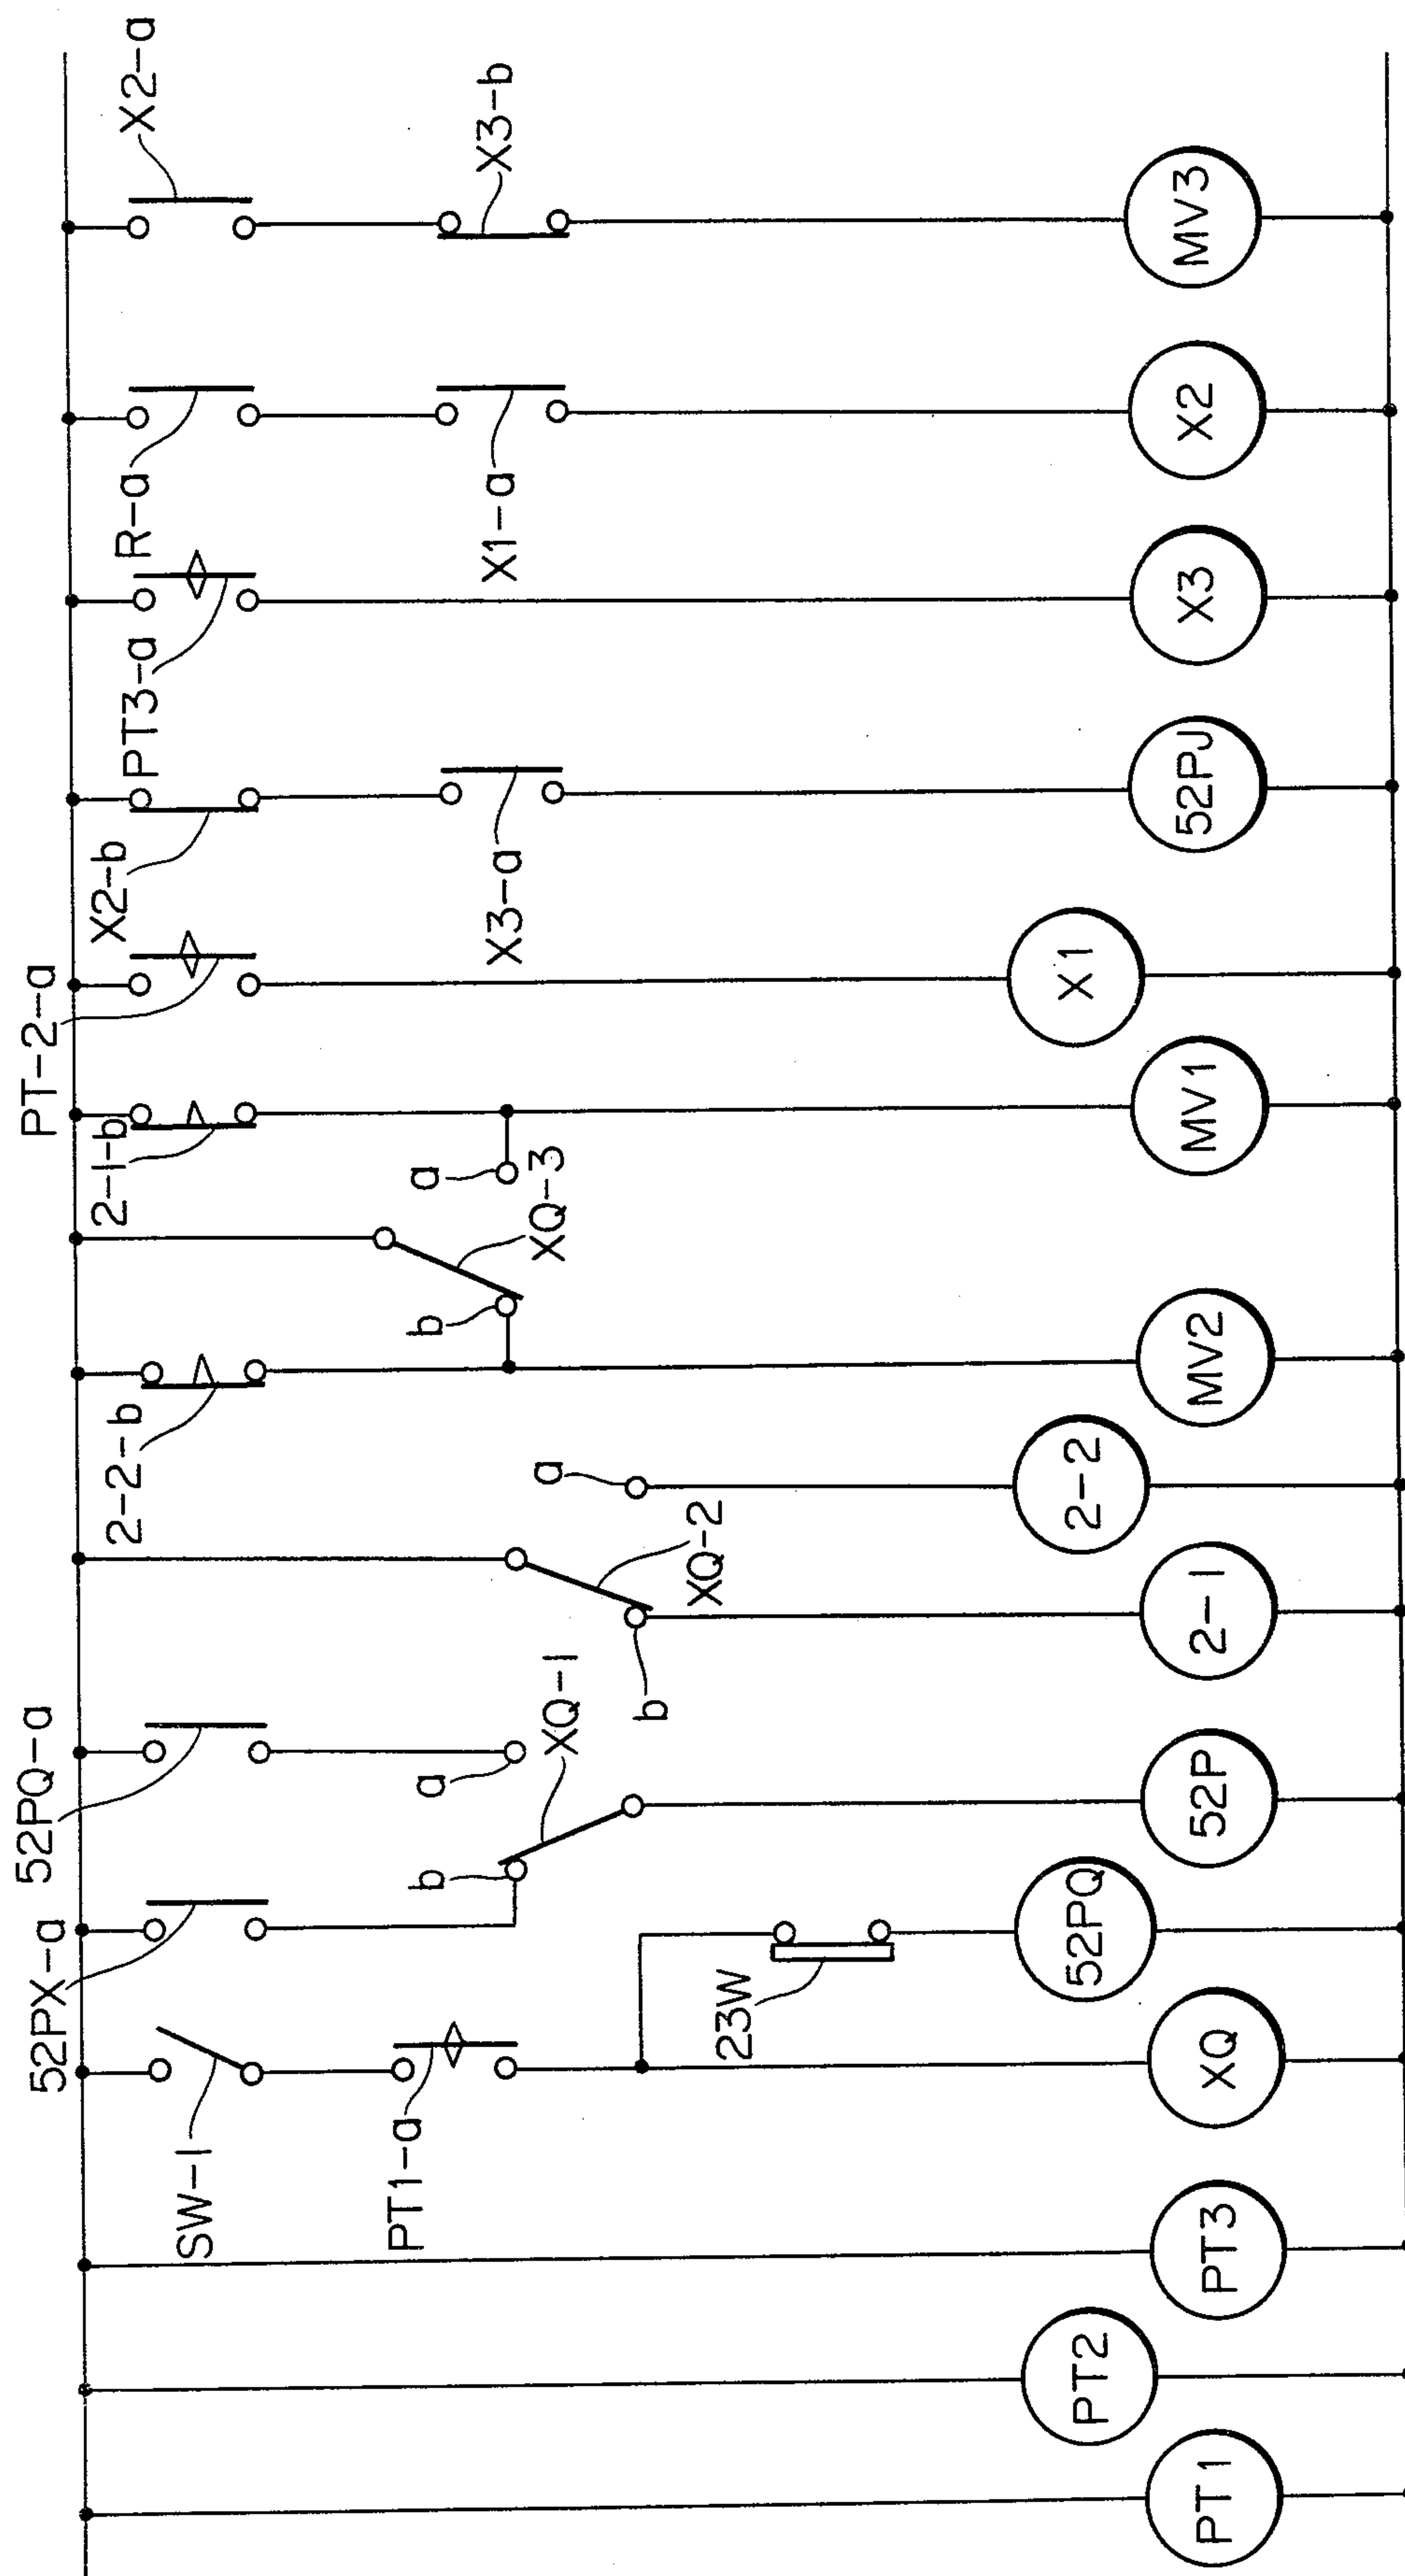 X2-a
X3-b
MV3
R-a
X1-a
X2
PT3-a
X3
X2-b
X3-a
52PJ
PT-2-a
X1
2-1-b
a
XQ-3
b
MV1
2-2-b
MV2
a
2-2
XQ-2
b
2-1
52PQ-a
a
XQ-1
b
52P
52PX-a
23W
52PQ
SW-1
PT1-a
XQ
PT3
PT2
PT1